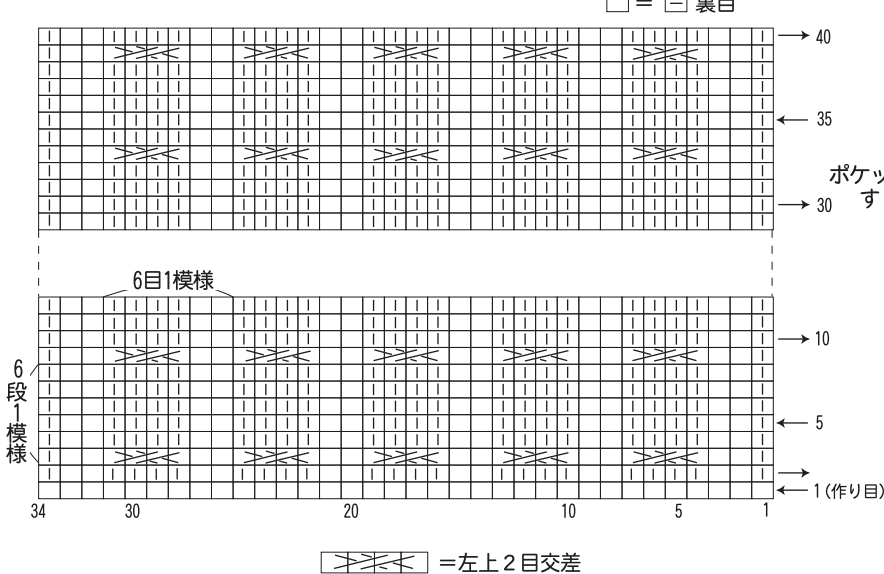 □ = ⊟ 裏目
40
35
ポケッ
す
30
6目1模様
10
6段1模様
5
1(作り目)
34 30 20 10 5 1
=左上2目交差